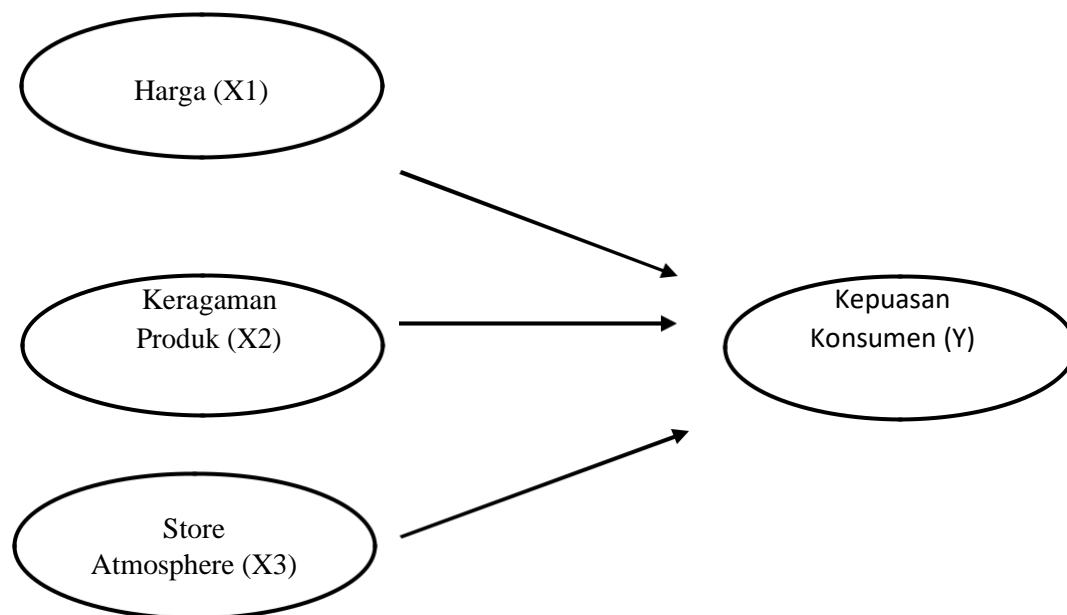 Harga (X1)
Keragaman
Produk (X2)
Kepuasan
Konsumen (Y)
Store
Atmosphere (X3)